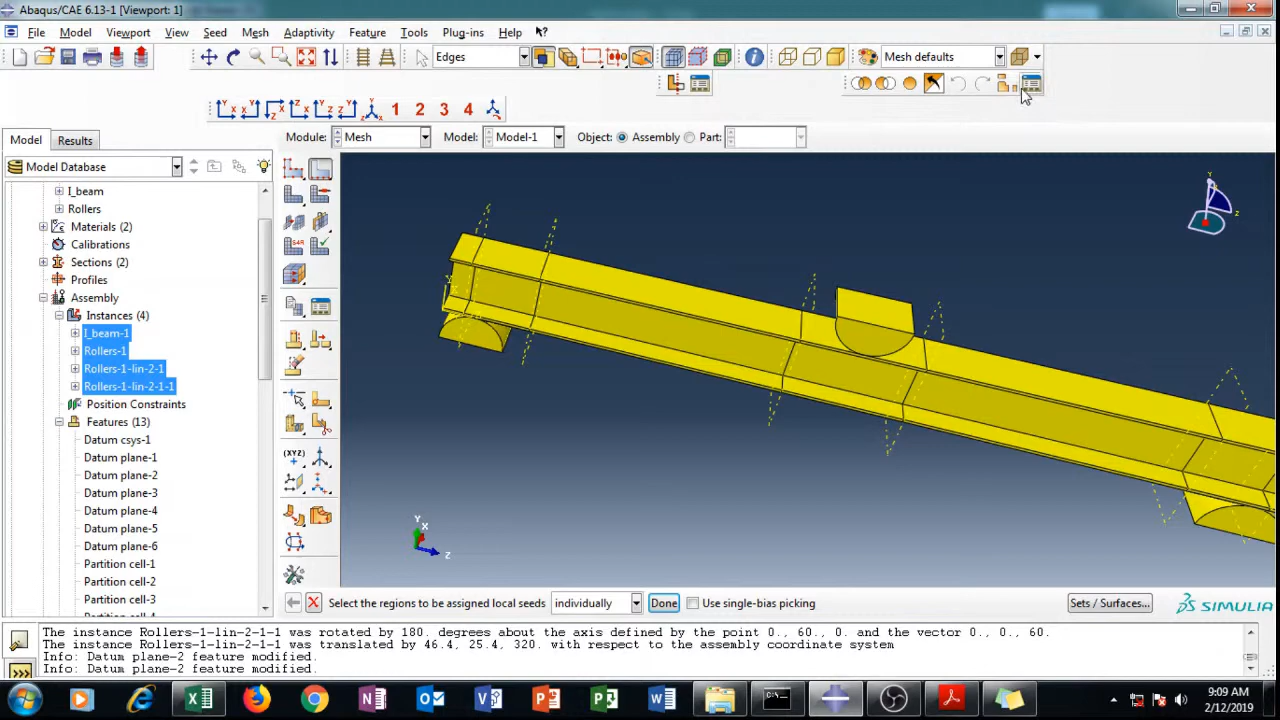 Abaqus/CAE 6.13-1 [Viewport: 1]
File Model Viewport View Seed Mesh Adaptivity Feature Tools Plug-ins Help
Edges Mesh defaults
1 2 3 4
Model Results Module: Mesh Model: Model-1 Object: Assembly Part:
Model Database
I_beam
Rollers
Materials (2)
Calibrations
Sections (2)
Profiles
Assembly
Instances (4)
I_beam-1
Rollers-1
Rollers-1-lin-2-1
Rollers-1-lin-2-1-1
Position Constraints
Features (13)
Datum csys-1
Datum plane-1
Datum plane-2
Datum plane-3
Datum plane-4
Datum plane-5
Datum plane-6
Partition cell-1
Partition cell-2
Partition cell-3
Partition cell-4
S4R
(XYZ)
Y
X
Z
Y
Z
Select the regions to be assigned local seeds individually Done Use single-bias picking Sets / Surfaces...
SIMULIA
The instance Rollers-1-lin-2-1-1 was rotated by 180. degrees about the axis defined by the point 0., 60., 0. and the vector 0., 0., 60.
The instance Rollers-1-lin-2-1-1 was translated by 46.4, 25.4, 320. with respect to the assembly coordinate system
Info: Datum plane-2 feature modified.
Info: Datum plane-2 feature modified.
>>>
9:09 AM
2/12/2019